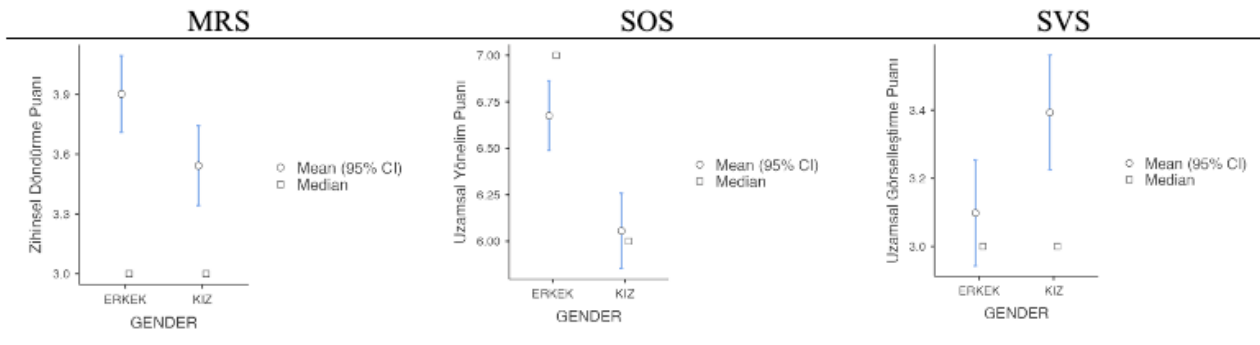 MRS
Zihinsel Döndürme Puanı
3.9
3.6
3.3
3.0
ERKEK KIZ
GENDER
Mean (95% CI)
Median
SOS
Uzamsal Yönelim Puanı
7.00
6.75
6.50
6.25
6.00
ERKEK KIZ
GENDER
Mean (95% CI)
Median
SVS
Uzamsal Görselleştirme Puanı
3.4
3.2
3.0
ERKEK KIZ
GENDER
Mean (95% CI)
Median